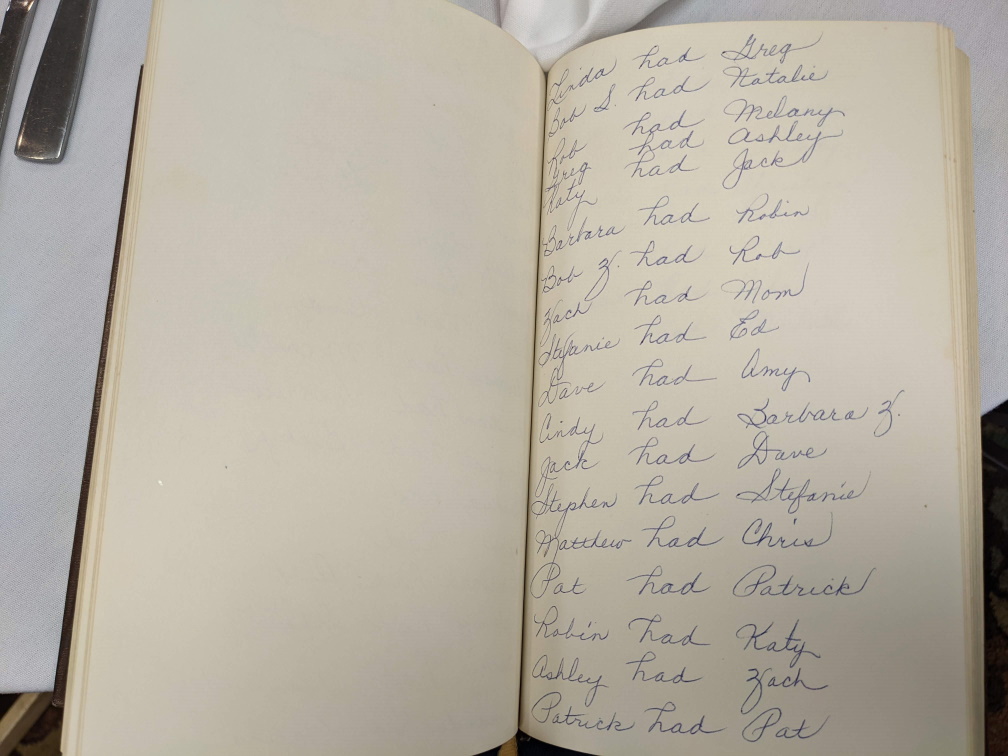 Linda had Greg
Bob S. had Natalie
Rob had Melany
Greg had Ashley
Katy had Jack
Barbara had Robin
Bob Z. had Rob
Zach had Mom
Stefanie had Ed
Dave had Amy
Cindy had Barbara Z.
Jack had Dave
Stephen had Stefanie
Matthew had Chris
Pat had Patrick
Robin had Katy
Ashley had Zach
Patrick had Pat